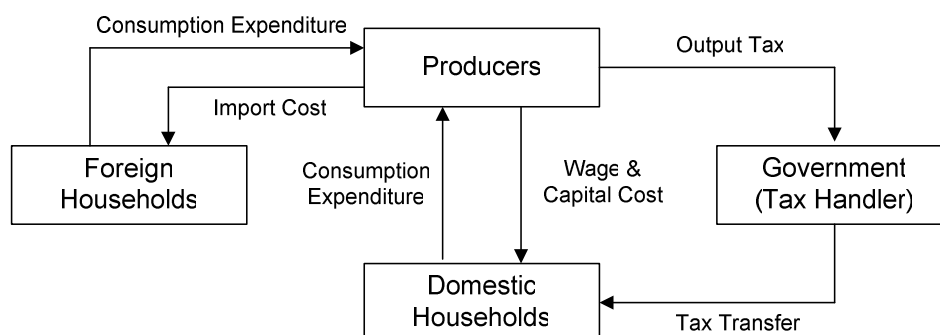 Consumption Expenditure
Producers
Output Tax
Import Cost
Foreign
Households
Consumption
Expenditure
Wage &
Capital Cost
Government
(Tax Handler)
Domestic
Households
Tax Transfer